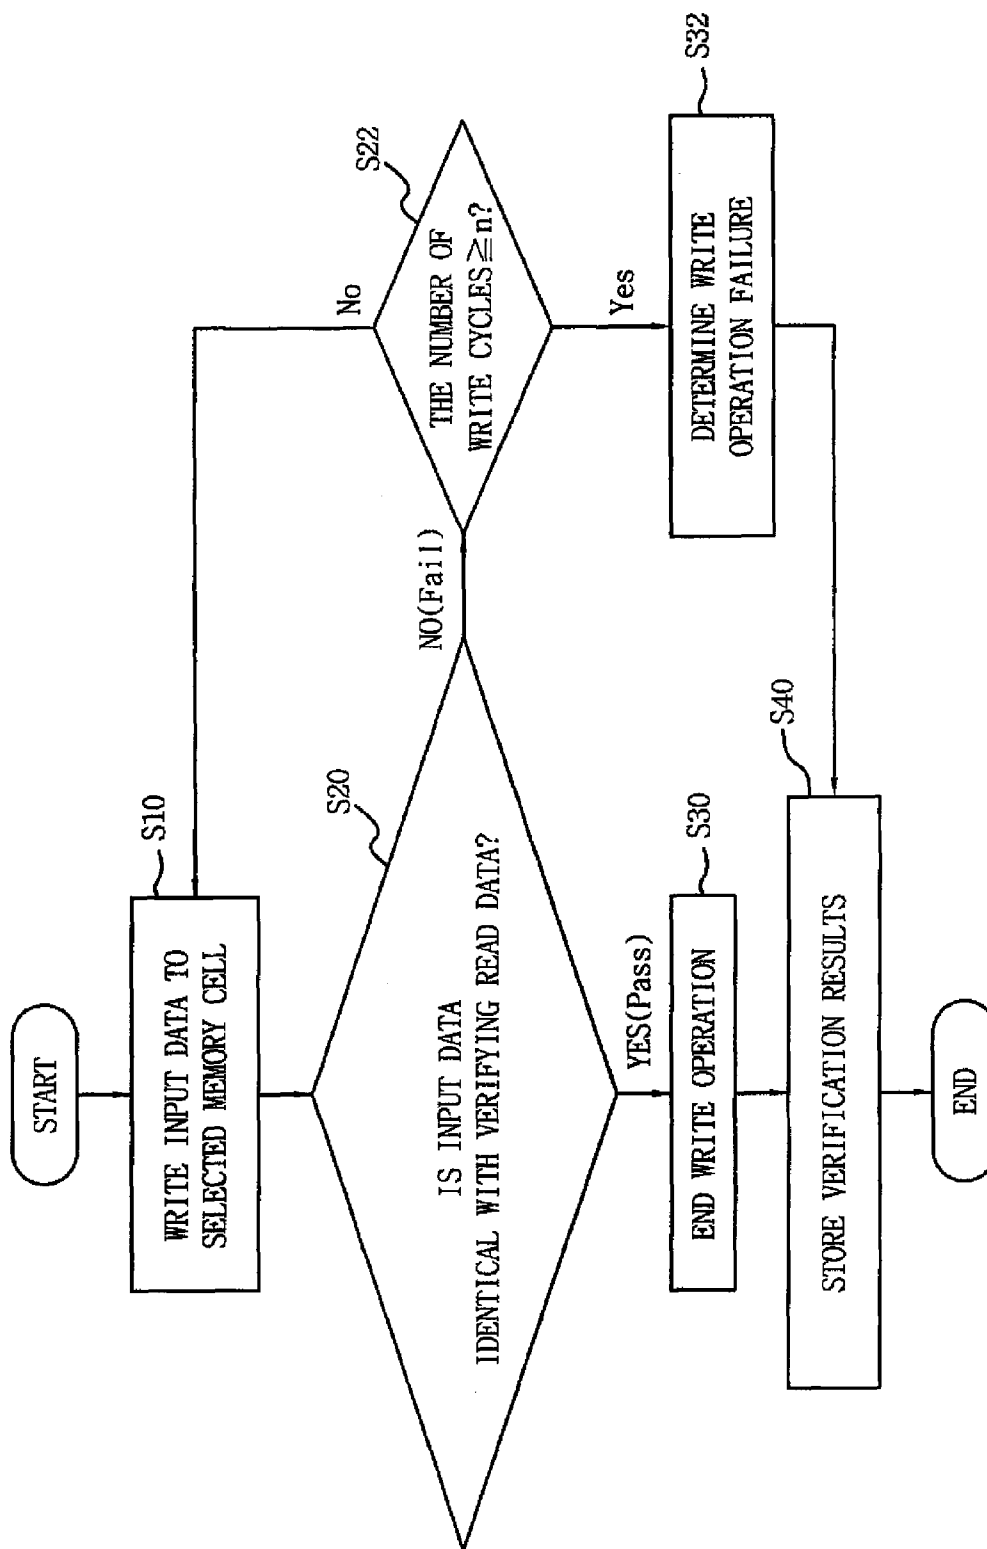 START
WRITE INPUT DATA TO
SELECTED MEMORY CELL
S10
IS INPUT DATA
IDENTICAL WITH VERIFYING READ DATA?
S20
NO(Fail)
THE NUMBER OF
WRITE CYCLES≧n?
S22
No
Yes
YES(Pass)
END WRITE OPERATION
S30
DETERMINE WRITE
OPERATION FAILURE
S32
STORE VERIFICATION RESULTS
S40
END